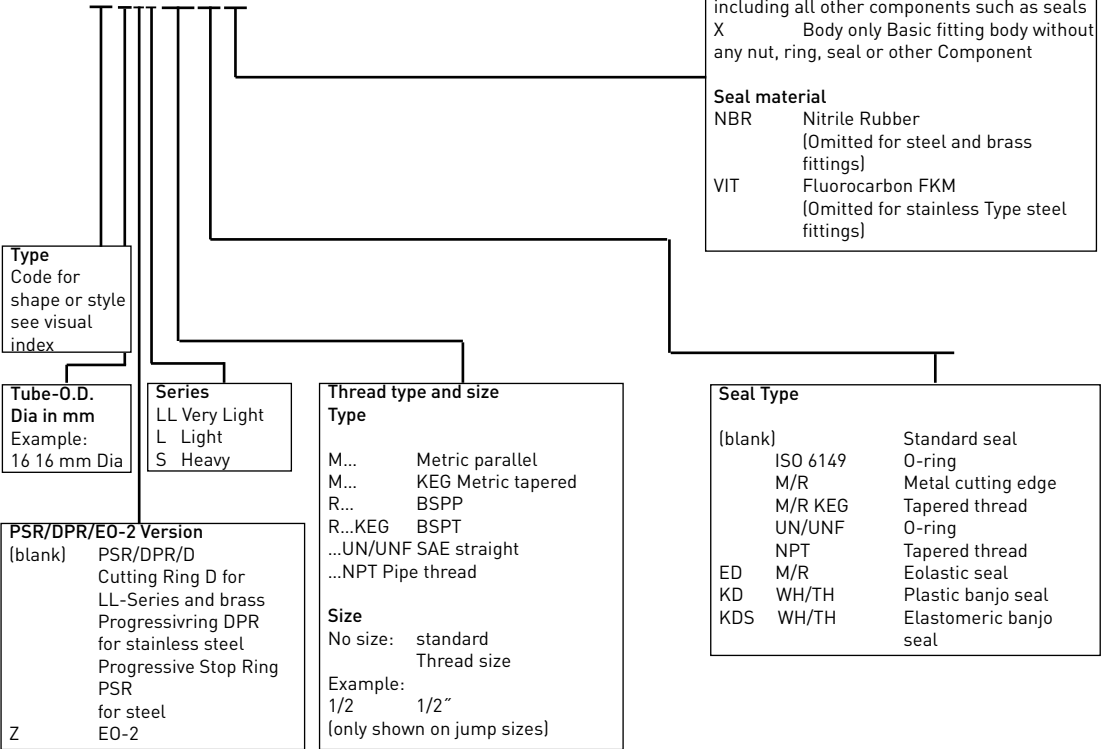 including all other components such as seals
X Body only Basic fitting body without
any nut, ring, seal or other Component
Seal material
NBR Nitrile Rubber
(Omitted for steel and brass
fittings)
VIT Fluorocarbon FKM
(Omitted for stainless Type steel
fittings)
Type
Code for
shape or style
see visual
index
Tube-O.D.
Dia in mm
Example:
16 16 mm Dia
Series
LL Very Light
L Light
S Heavy
PSR/DPR/EO-2 Version
(blank) PSR/DPR/D
Cutting Ring D for
LL-Series and brass
Progressivring DPR
for stainless steel
Progressive Stop Ring
PSR
for steel
Z EO-2
Thread type and size
Type
M... Metric parallel
M... KEG Metric tapered
R... BSPP
R...KEG BSPT
...UN/UNF SAE straight
...NPT Pipe thread
Size
No size: standard
Thread size
Example:
1/2 1/2″
(only shown on jump sizes)
Seal Type
(blank) Standard seal
ISO 6149 O-ring
M/R Metal cutting edge
M/R KEG Tapered thread
UN/UNF O-ring
NPT Tapered thread
ED M/R Eolastic seal
KD WH/TH Plastic banjo seal
KDS WH/TH Elastomeric banjo
seal